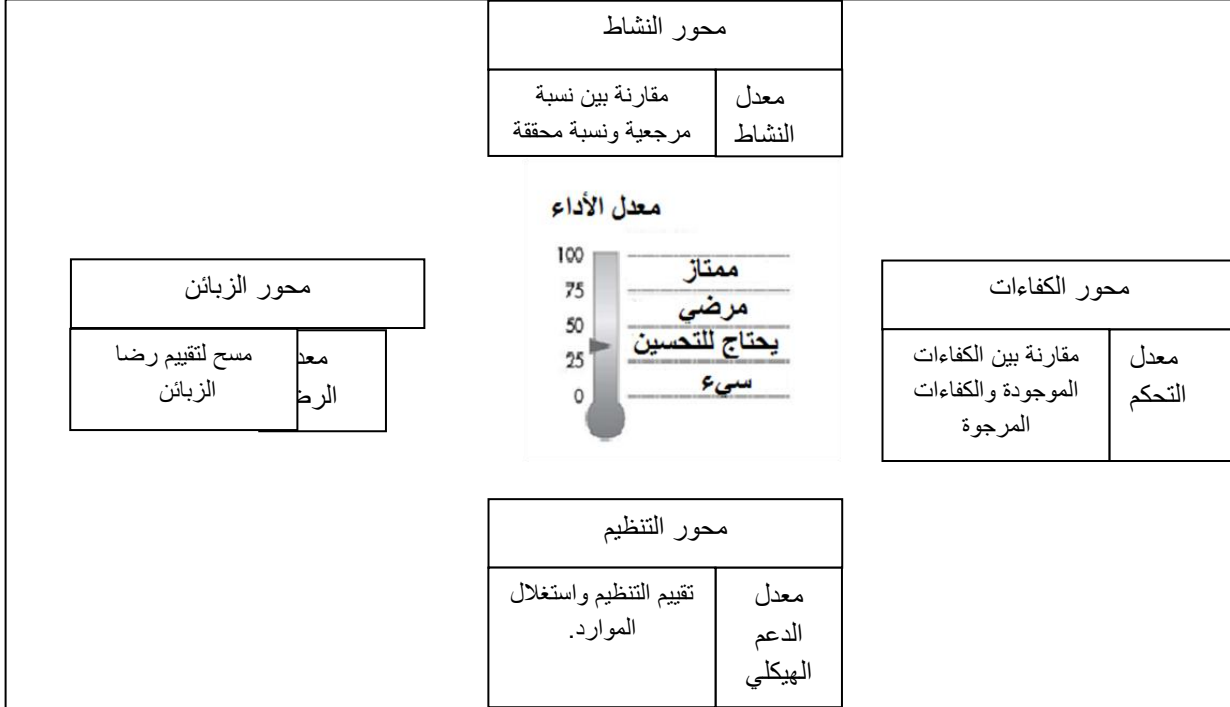 محور النشاط
معدل
النشاط
مقارنة بين نسبة
مرجعية ونسبة محققة
معدل الأداء
100
ممتاز
75
مرضي
50
يحتاج للتحسين
25
سيء
0
محور الكفاءات
معدل
التحكم
مقارنة بين الكفاءات
الموجودة والكفاءات
المرجوة
محور الزبائن
مسح لتقييم رضا
الزبائن
محور التنظيم
معدل
الدعم
الهيكلي
تقييم التنظيم واستغلال
الموارد.